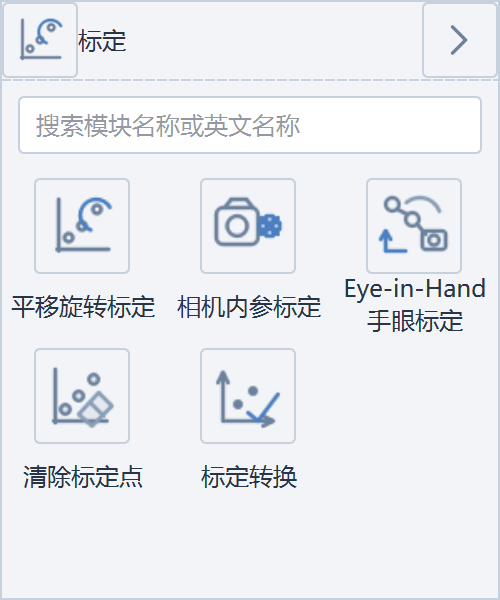 标定
搜索模块名称或英文名称
平移旋转标定
相机内参标定
Eye-in-Hand
手眼标定
清除标定点
标定转换